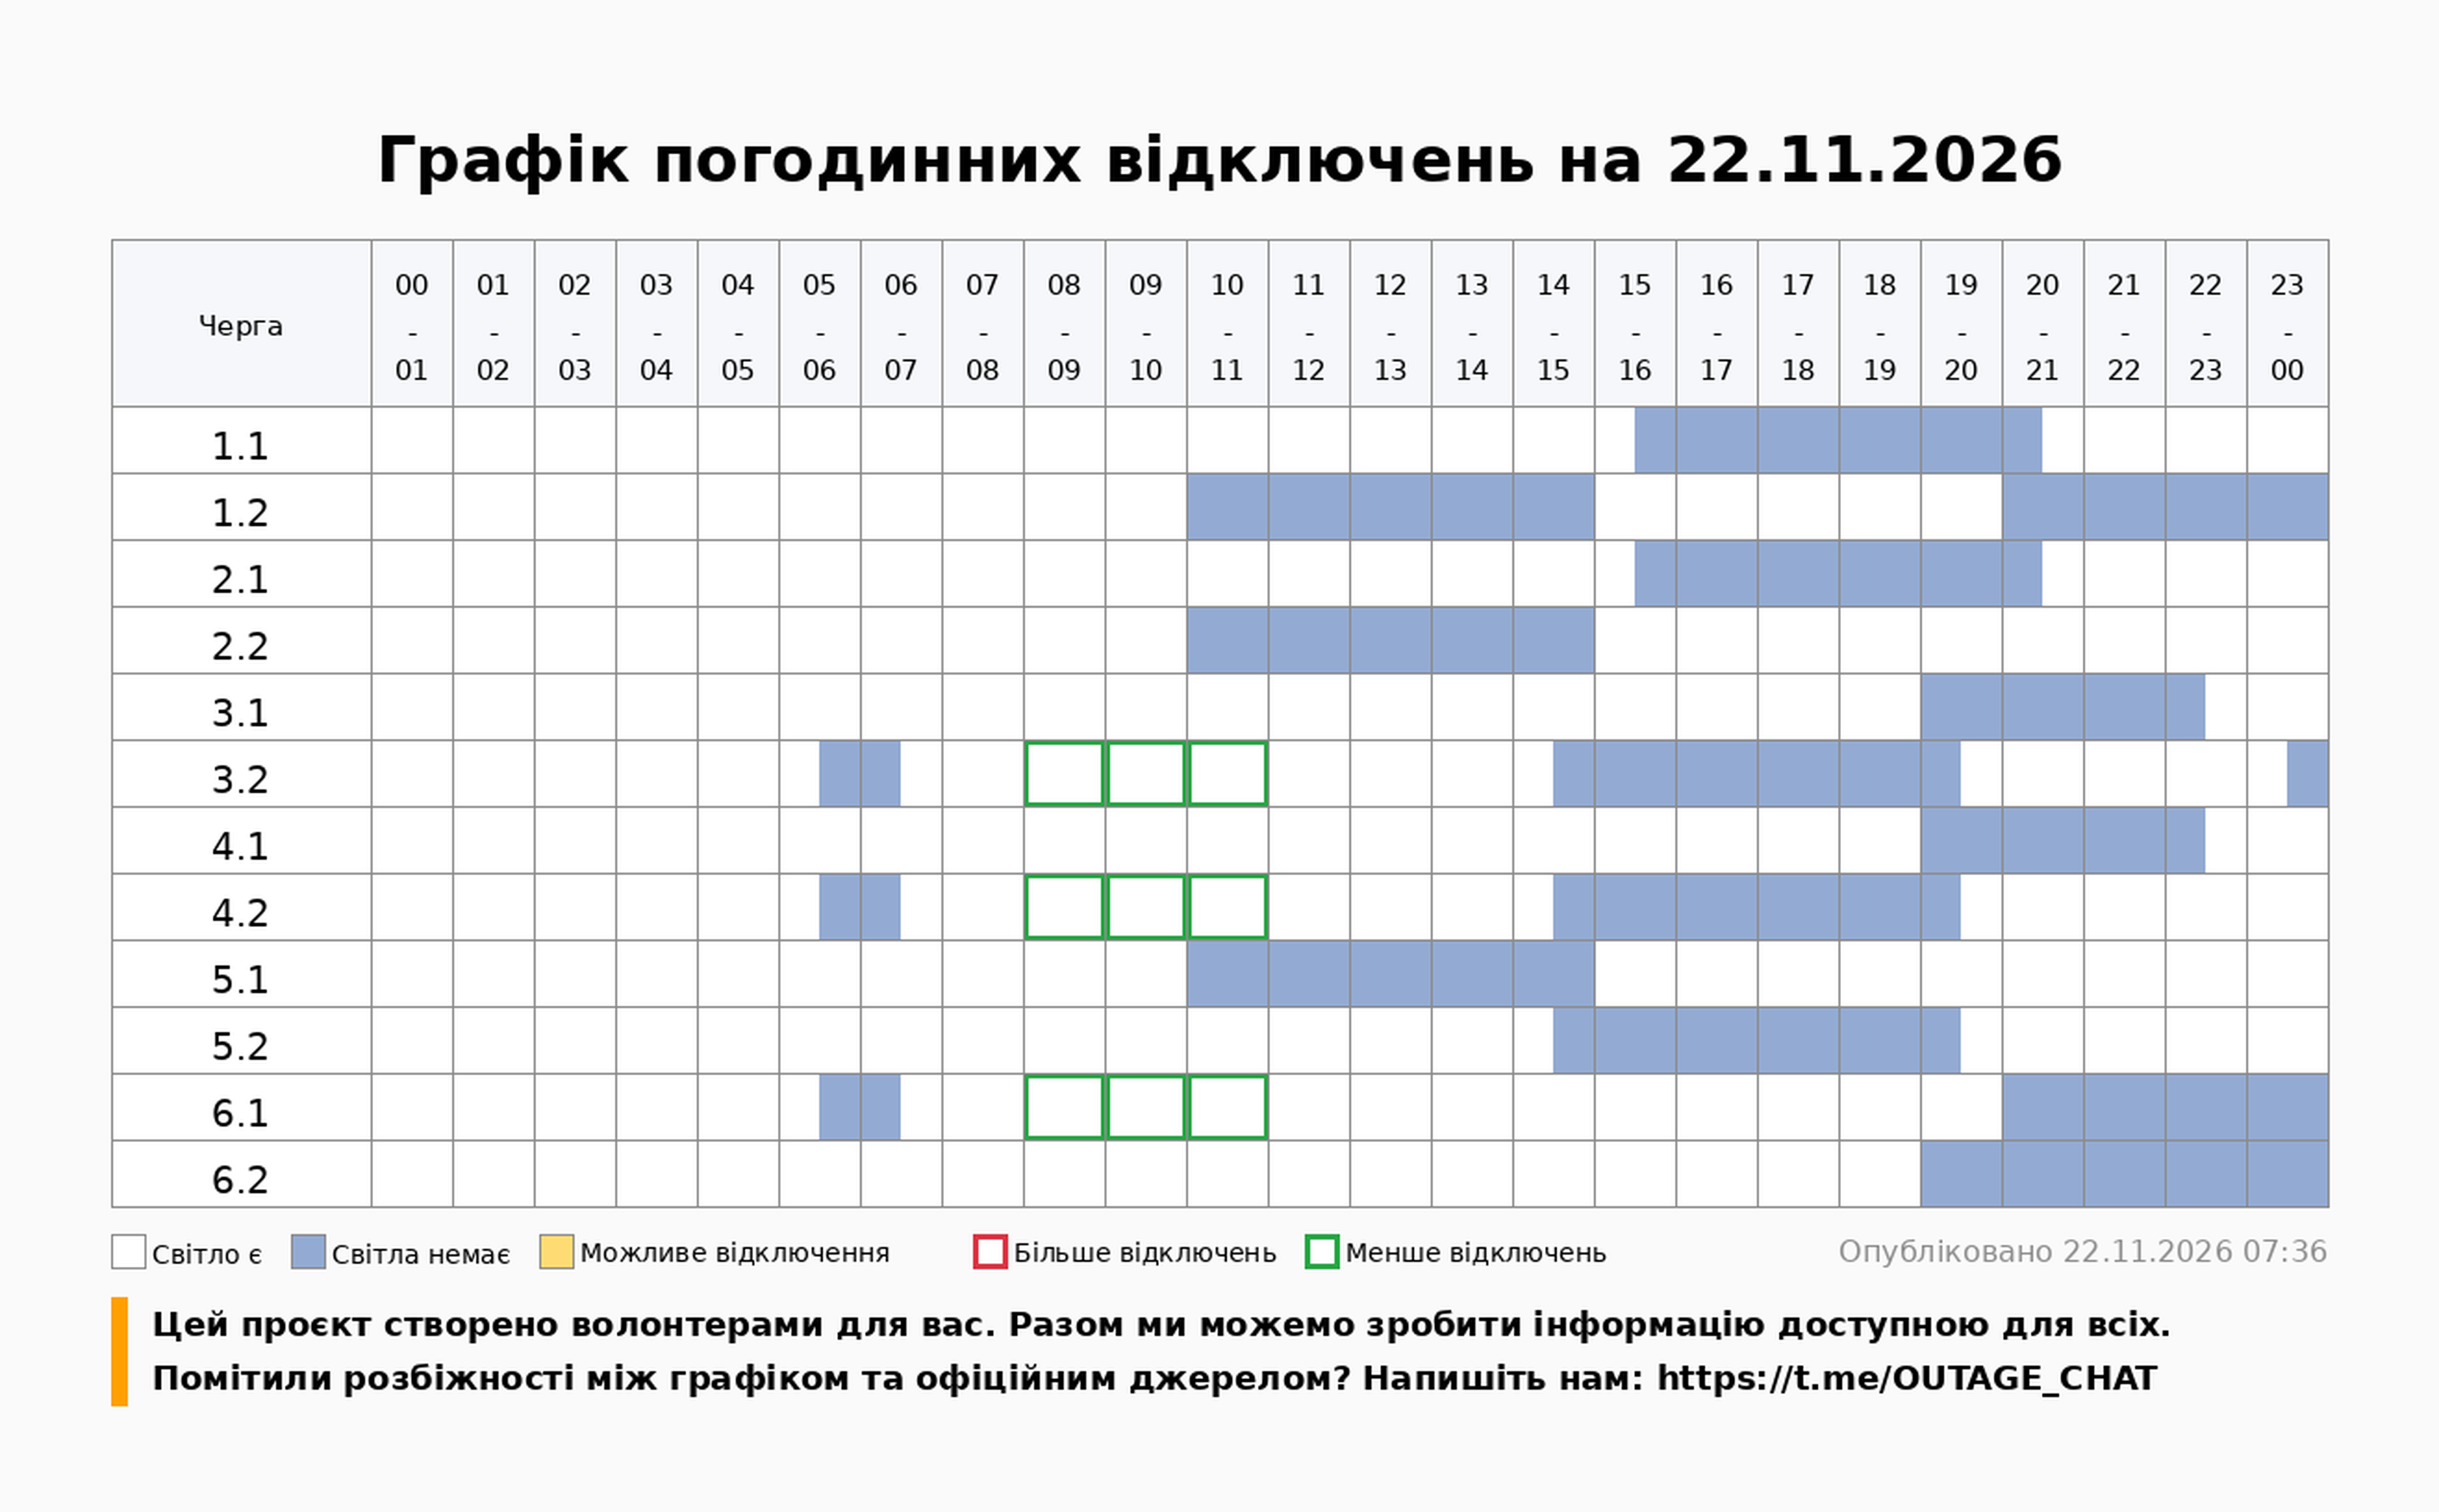 Графік погодинних відключень на 22.11.2026
Черга
00 - 01
01 - 02
02 - 03
03 - 04
04 - 05
05 - 06
06 - 07
07 - 08
08 - 09
09 - 10
10 - 11
11 - 12
12 - 13
13 - 14
14 - 15
15 - 16
16 - 17
17 - 18
18 - 19
19 - 20
20 - 21
21 - 22
22 - 23
23 - 00
1.1
1.2
2.1
2.2
3.1
3.2
4.1
4.2
5.1
5.2
6.1
6.2
Світло є
Світла немає
Можливе відключення
Більше відключень
Менше відключень
Опубліковано 22.11.2026 07:36
Цей проєкт створено волонтерами для вас. Разом ми можемо зробити інформацію доступною для всіх.
Помітили розбіжності між графіком та офіційним джерелом? Напишіть нам: https://t.me/OUTAGE_CHAT